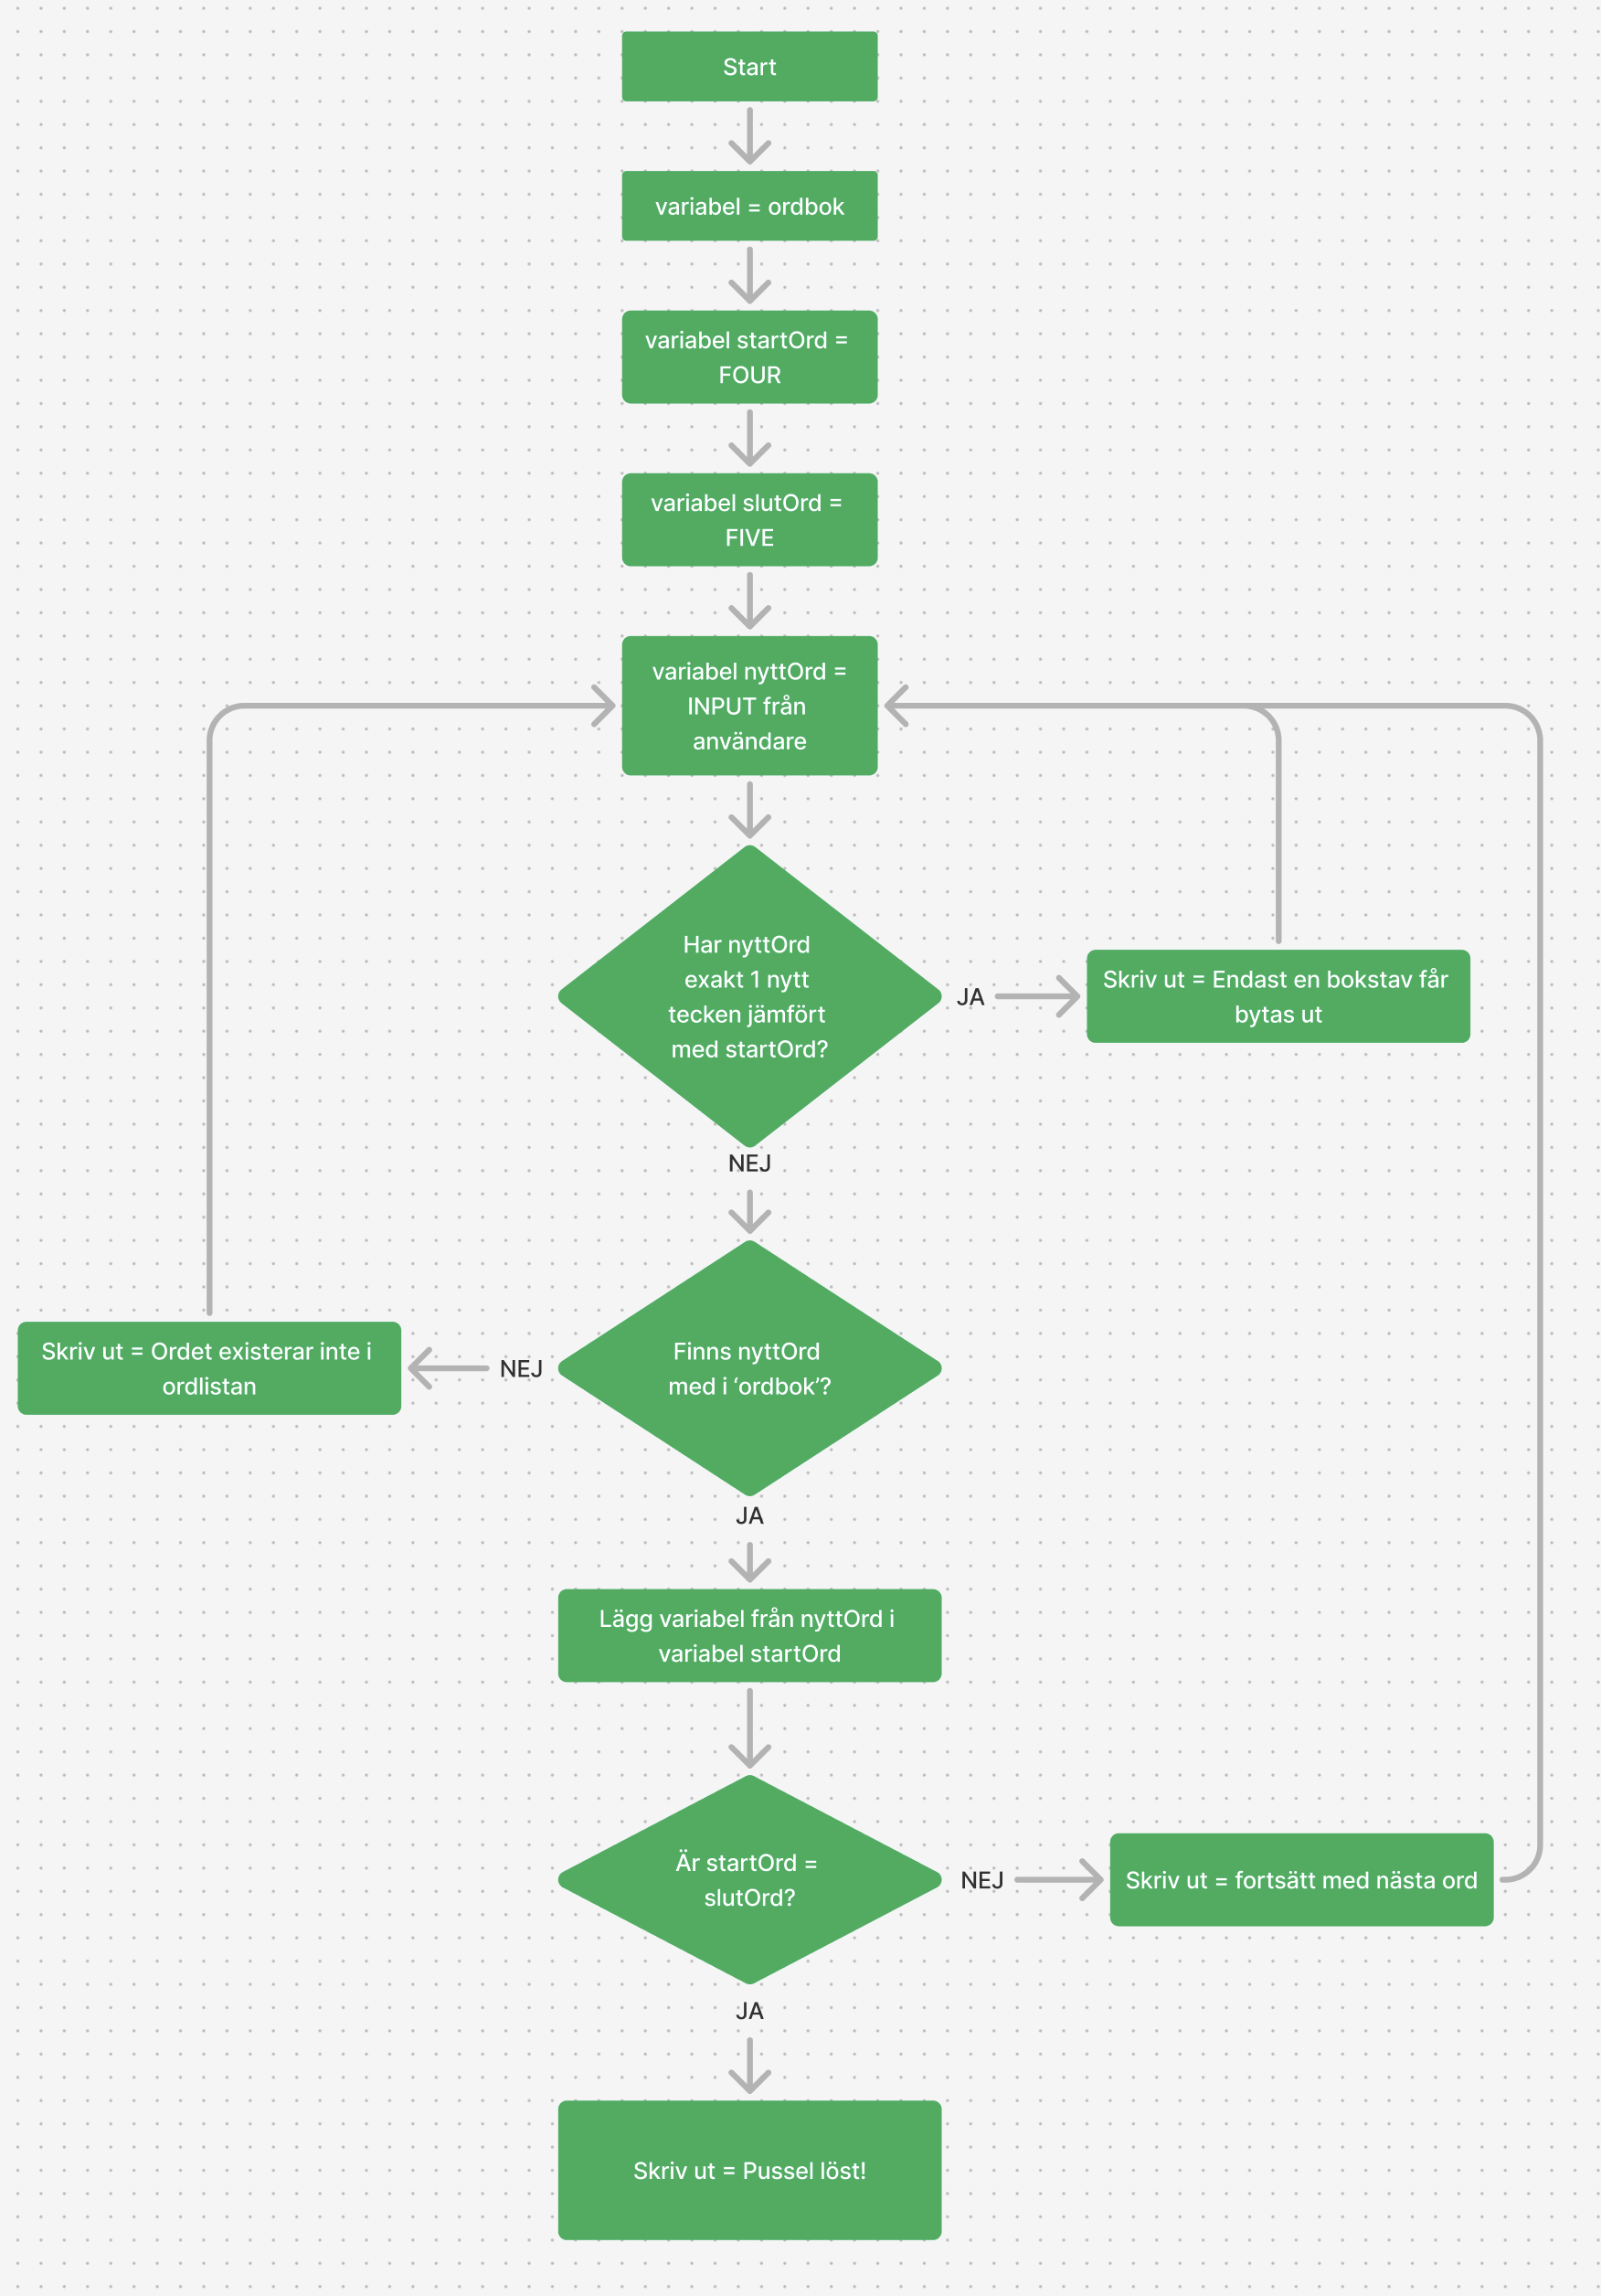 Start
variabel = ordbok
variabel startOrd =
FOUR
variabel slutOrd =
FIVE
variabel nyttOrd =
INPUT från
användare
Har nyttOrd
exakt 1 nytt
tecken jämfört
med startOrd?
JA
Skriv ut = Endast en bokstav får
bytas ut
NEJ
Finns nyttOrd
med i ‘ordbok’?
NEJ
Skriv ut = Ordet existerar inte i
ordlistan
JA
Lägg variabel från nyttOrd i
variabel startOrd
Är startOrd =
slutOrd?
NEJ
Skriv ut = fortsätt med nästa ord
JA
Skriv ut = Pussel löst!